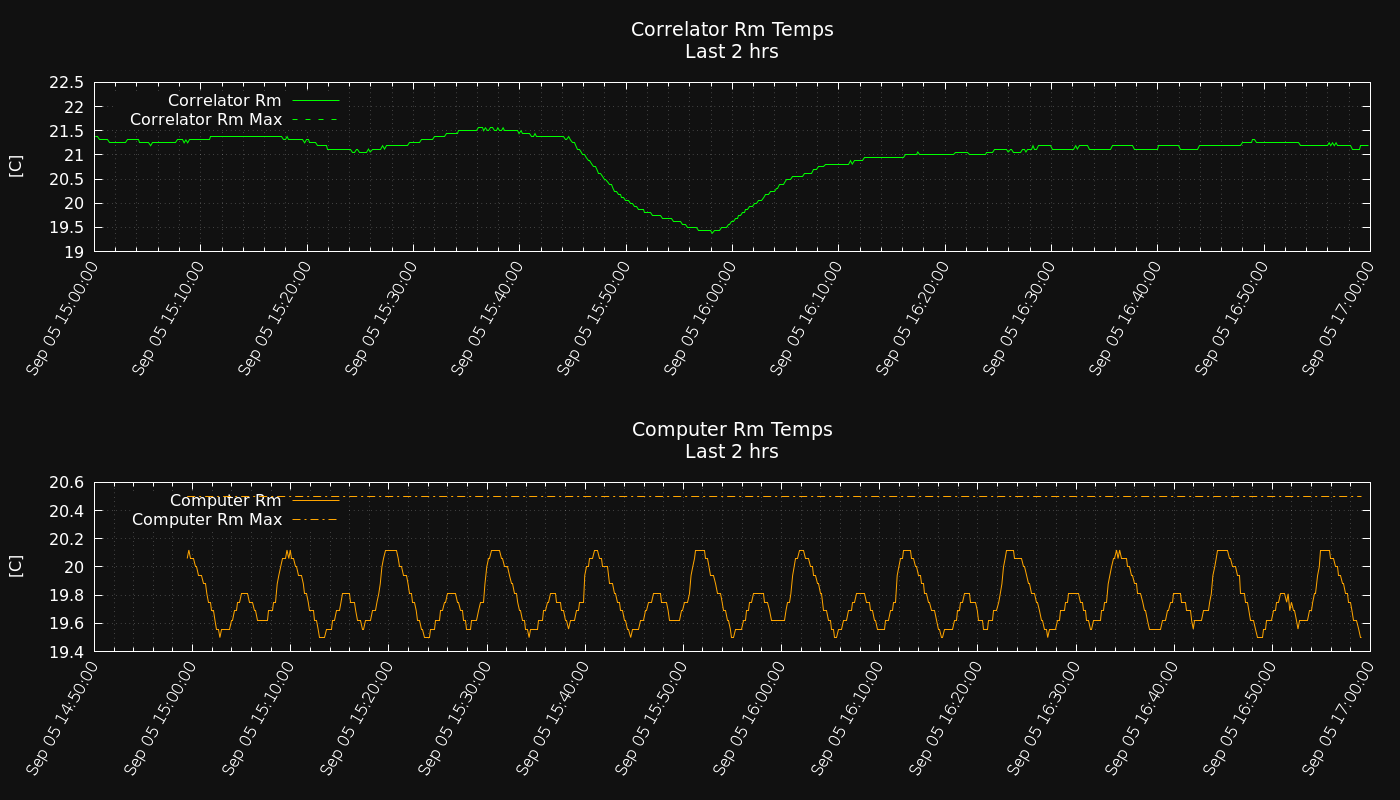 Correlator Rm Temps
Last 2 hrs
22.5
22
21.5
21
20.5
20
19.5
19
[C]
Correlator Rm
Correlator Rm Max
Sep 05 15:00:00
Sep 05 15:10:00
Sep 05 15:20:00
Sep 05 15:30:00
Sep 05 15:40:00
Sep 05 15:50:00
Sep 05 16:00:00
Sep 05 16:10:00
Sep 05 16:20:00
Sep 05 16:30:00
Sep 05 16:40:00
Sep 05 16:50:00
Sep 05 17:00:00
Computer Rm Temps
Last 2 hrs
20.6
20.4
20.2
20
19.8
19.6
19.4
[C]
Computer Rm
Computer Rm Max
Sep 05 14:50:00
Sep 05 15:00:00
Sep 05 15:10:00
Sep 05 15:20:00
Sep 05 15:30:00
Sep 05 15:40:00
Sep 05 15:50:00
Sep 05 16:00:00
Sep 05 16:10:00
Sep 05 16:20:00
Sep 05 16:30:00
Sep 05 16:40:00
Sep 05 16:50:00
Sep 05 17:00:00